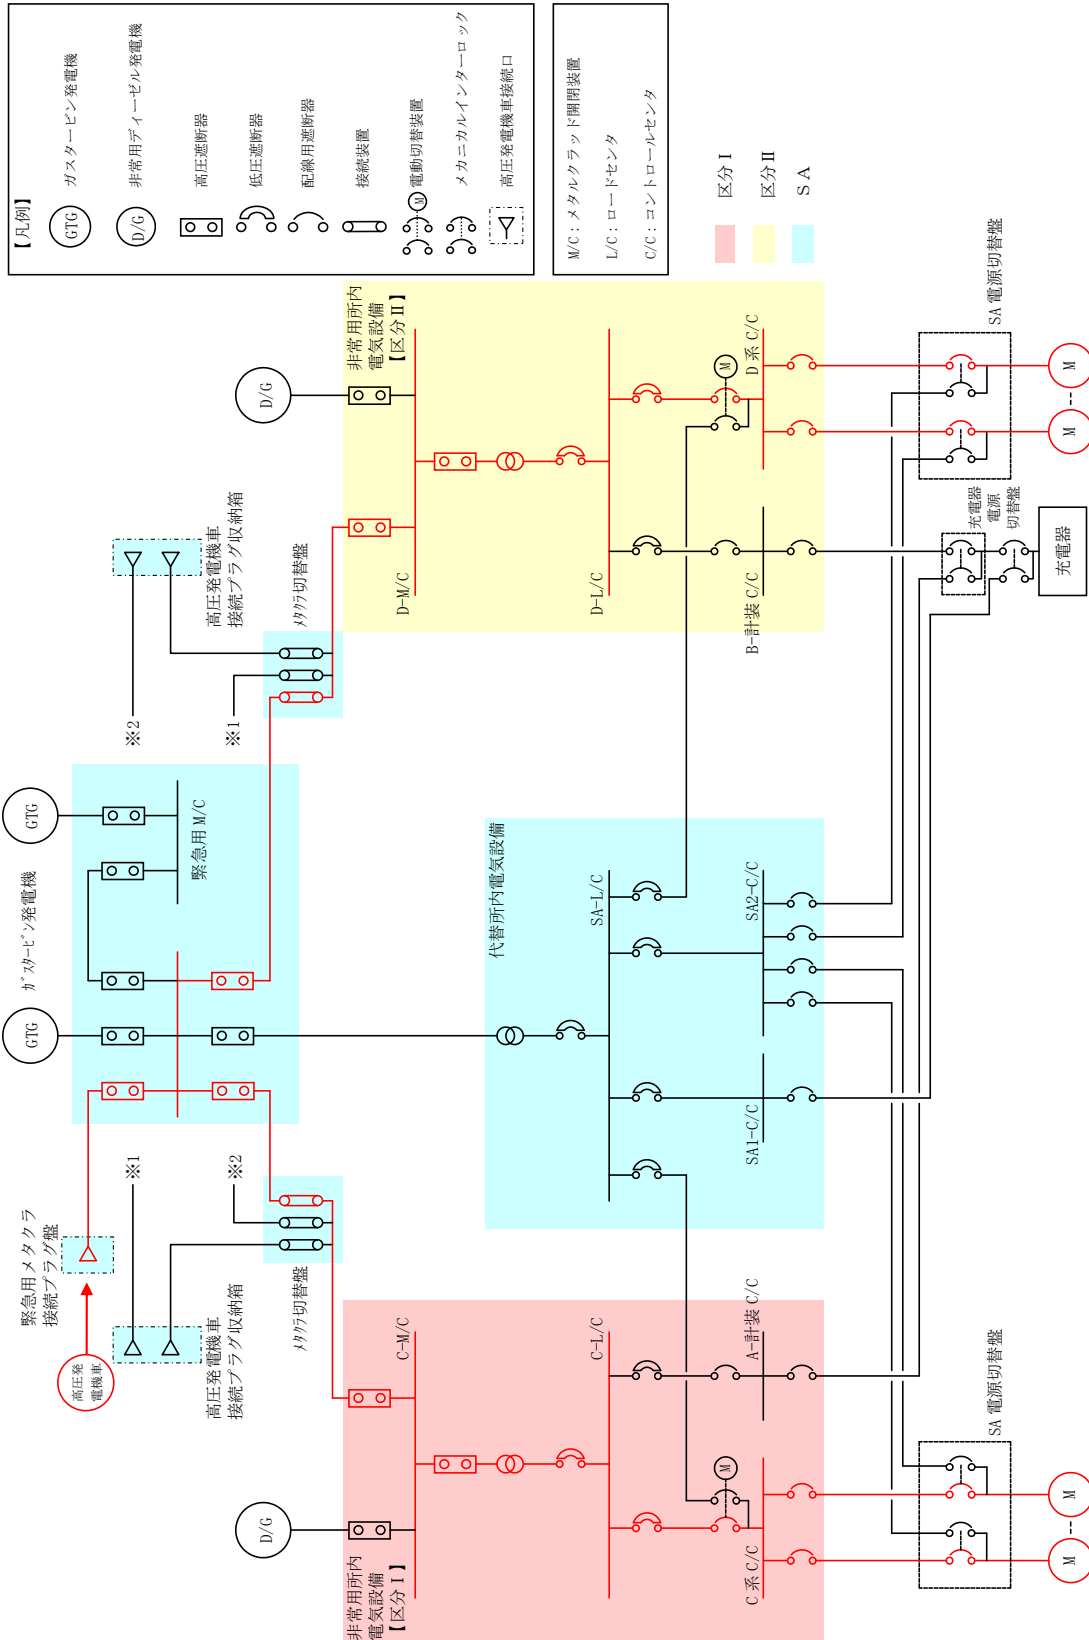 【凡例】
GTG
ガスタービン発電機
D/G
非常用ディーゼル発電機
高圧遮断器
低圧遮断器
配線用遮断器
接続装置
M
電動切替装置
メカニカルインターロック
高圧発電機車接続口
M/C：メタルクラッド開閉装置
L/C：ロードセンタ
C/C：コントロールセンタ
区分Ⅰ
区分Ⅱ
ＳＡ
高圧発
電機車
緊急用メタクラ
接続プラグ盤
GTG
ｶﾞｽﾀｰﾋﾞﾝ発電機
GTG
緊急用 M/C
※1
※2
高圧発電機車
接続プラグ収納箱
ﾒﾀｸﾗ切替盤
※2
※1
高圧発電機車
接続プラグ収納箱
ﾒﾀｸﾗ切替盤
D/G
非常用所内
電気設備
【区分Ⅰ】
C-M/C
C-L/C
M
C 系 C/C
A-計装 C/C
代替所内電気設備
SA-L/C
SA1-C/C
SA2-C/C
D/G
非常用所内
電気設備
【区分Ⅱ】
D-M/C
D-L/C
M
B-計装 C/C
D 系 C/C
SA 電源切替盤
M
M
充電器
電源
切替盤
充電器
SA 電源切替盤
M
M